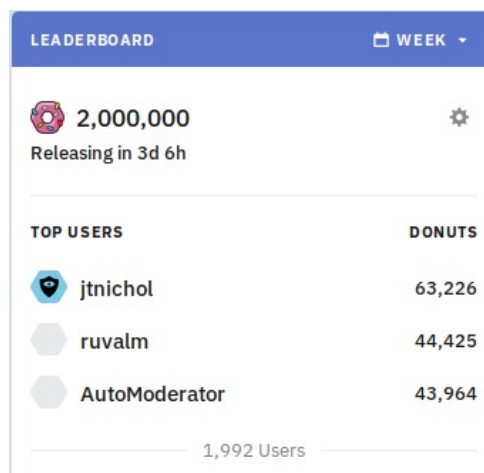 LEADERBOARD WEEK
2,000,000
Releasing in 3d 6h
TOP USERS DONUTS
jtnichol 63,226
ruvalm 44,425
AutoModerator 43,964
1,992 Users